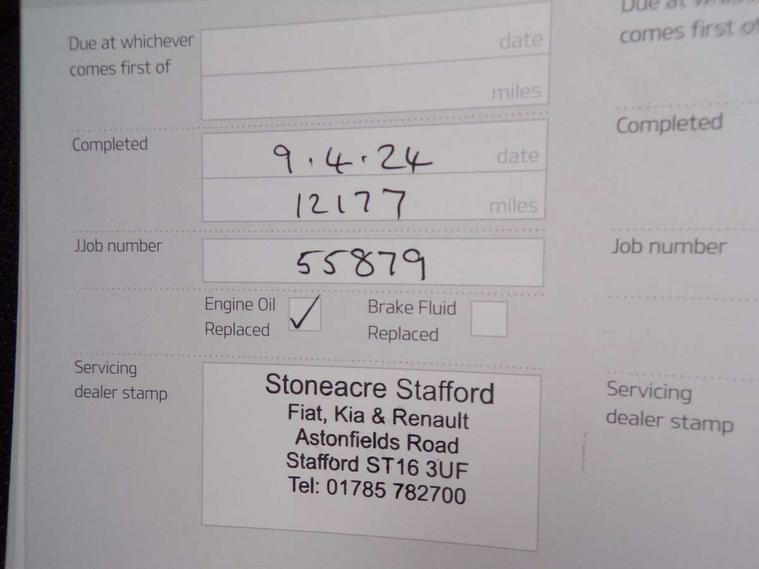 Due at whichever
comes first of
date
miles
Completed
9.4.24 date
12177 miles
JJob number
55879
Engine Oil
Replaced
Brake Fluid
Replaced
Servicing
dealer stamp
Stoneacre Stafford
Fiat, Kia & Renault
Astonfields Road
Stafford ST16 3UF
Tel: 01785 782700
Due at
comes first of
Completed
Job number
Servicing
dealer stamp